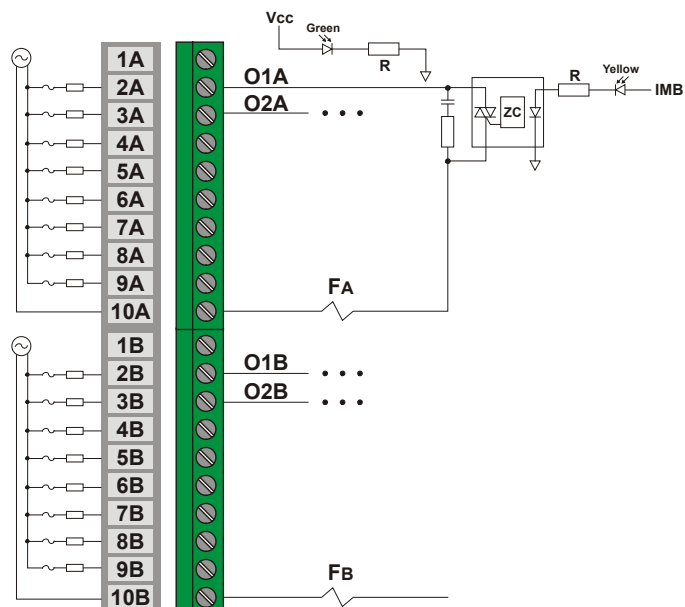 Vcc
Green
R
1A
2A
O1A
3A
O2A
4A
5A
6A
7A
8A
9A
10A
FA
ZC
R
Yellow
IMB
1B
2B
O1B
3B
O2B
4B
5B
6B
7B
8B
9B
10B
FB